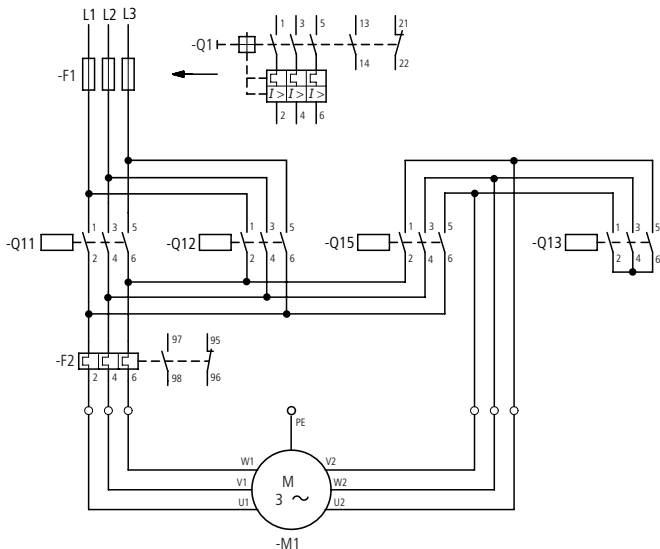 L1 L2 L3
-Q1
1 3 5 13 21
14 22
I > I > I >
2 4 6
-F1
-Q11
1 3 5
2 4 6
-Q12
1 3 5
2 4 6
-Q15
1 3 5
2 4 6
-Q13
1 3 5
2 4 6
-F2
2 4 6
97 95
98 96
PE
W1 V2
V1 W2
U1 U2
M
3 ~
-M1